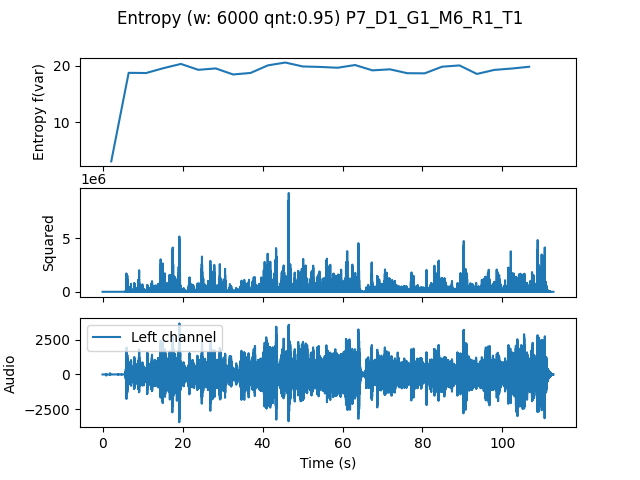 Entropy (w: 6000 qnt:0.95) P7_D1_G1_M6_R1_T1
20
10
Entropy f(var)
1e6
5
0
Squared
Left channel
2500
0
−2500
Audio
0 20 40 60 80 100
Time (s)